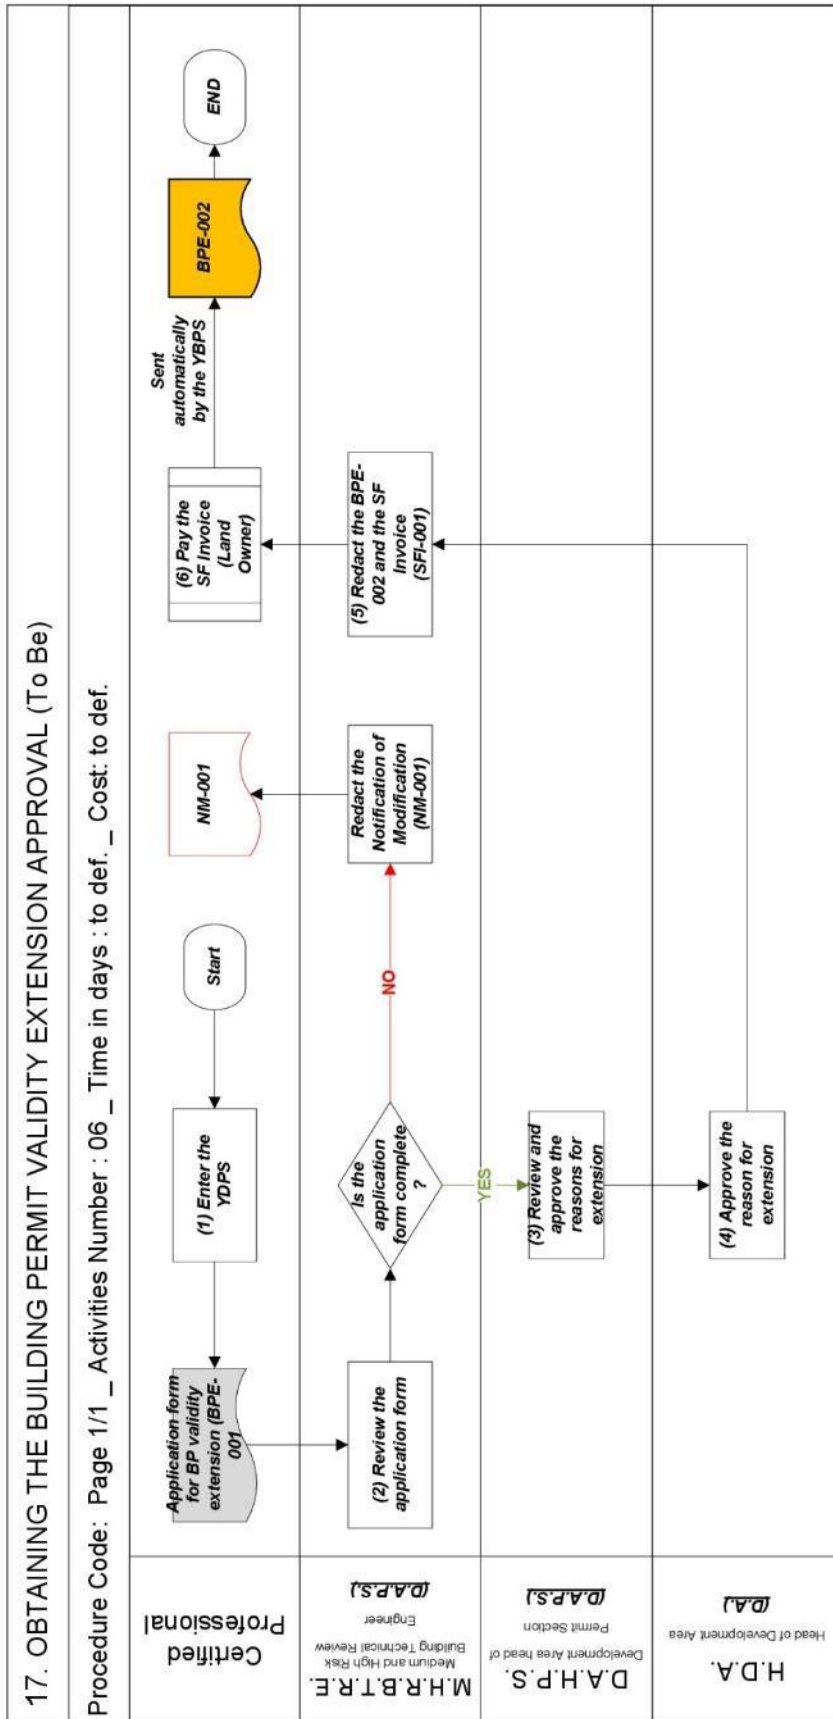 17. OBTAINING THE BUILDING PERMIT VALIDITY EXTENSION APPROVAL (To Be)
Procedure Code: Page 1/1 _ Activities Number : 06 _ Time in days : to def. _ Cost: to def.
Certified
Professional
Application form
for BP validity
extension (BPE-
001
(1) Enter the
YDPS
Start
NM-001
(6) Pay the
SF Invoice
(Land
Owner)
Sent
automatically
by the YBPS
BPE-002
END
M.H.R.B.T.R.E.
Medium and High Risk
Building Technical Review
Engineer
(D.A.P.S.)
(2) Review the
application form
Is the
application
form complete
?
NO
YES
Redact the
Notification of
Modification
(NM-001)
(5) Redact the BPE-
002 and the SF
Invoice
(SFI-001)
D.A.H.P.S.
Development Area head of
Permit Section
(D.A.P.S.)
(3) Review and
approve the
reasons for
extension
H.D.A.
Head of Development Area
(D.A.)
(4) Approve the
reason for
extension